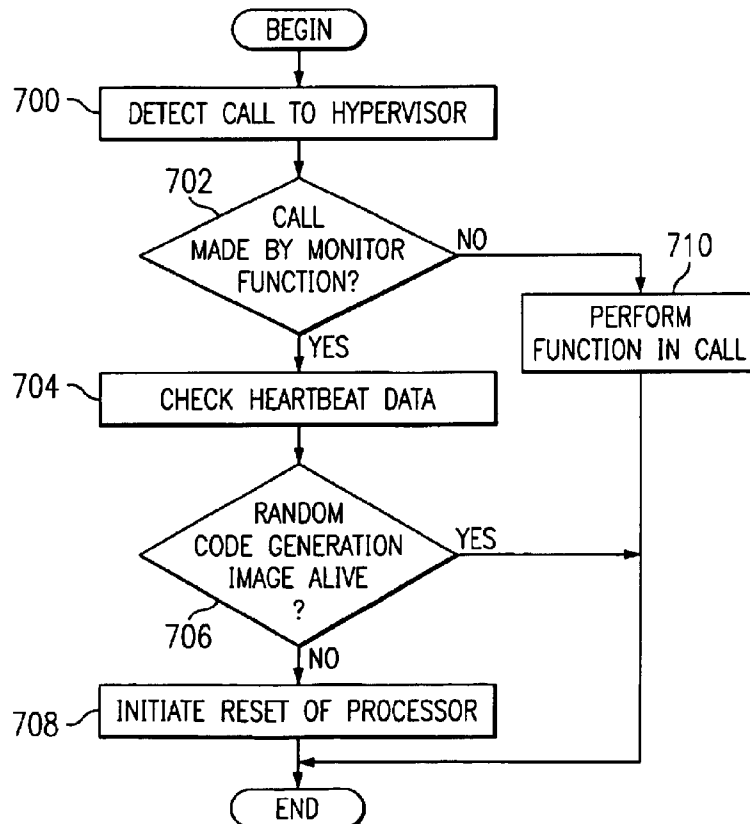 BEGIN
700
DETECT CALL TO HYPERVISOR
702
CALL
MADE BY MONITOR
FUNCTION?
NO
710
PERFORM
FUNCTION IN CALL
YES
704
CHECK HEARTBEAT DATA
RANDOM
CODE GENERATION
IMAGE ALIVE
?
YES
706
NO
708
INITIATE RESET OF PROCESSOR
END